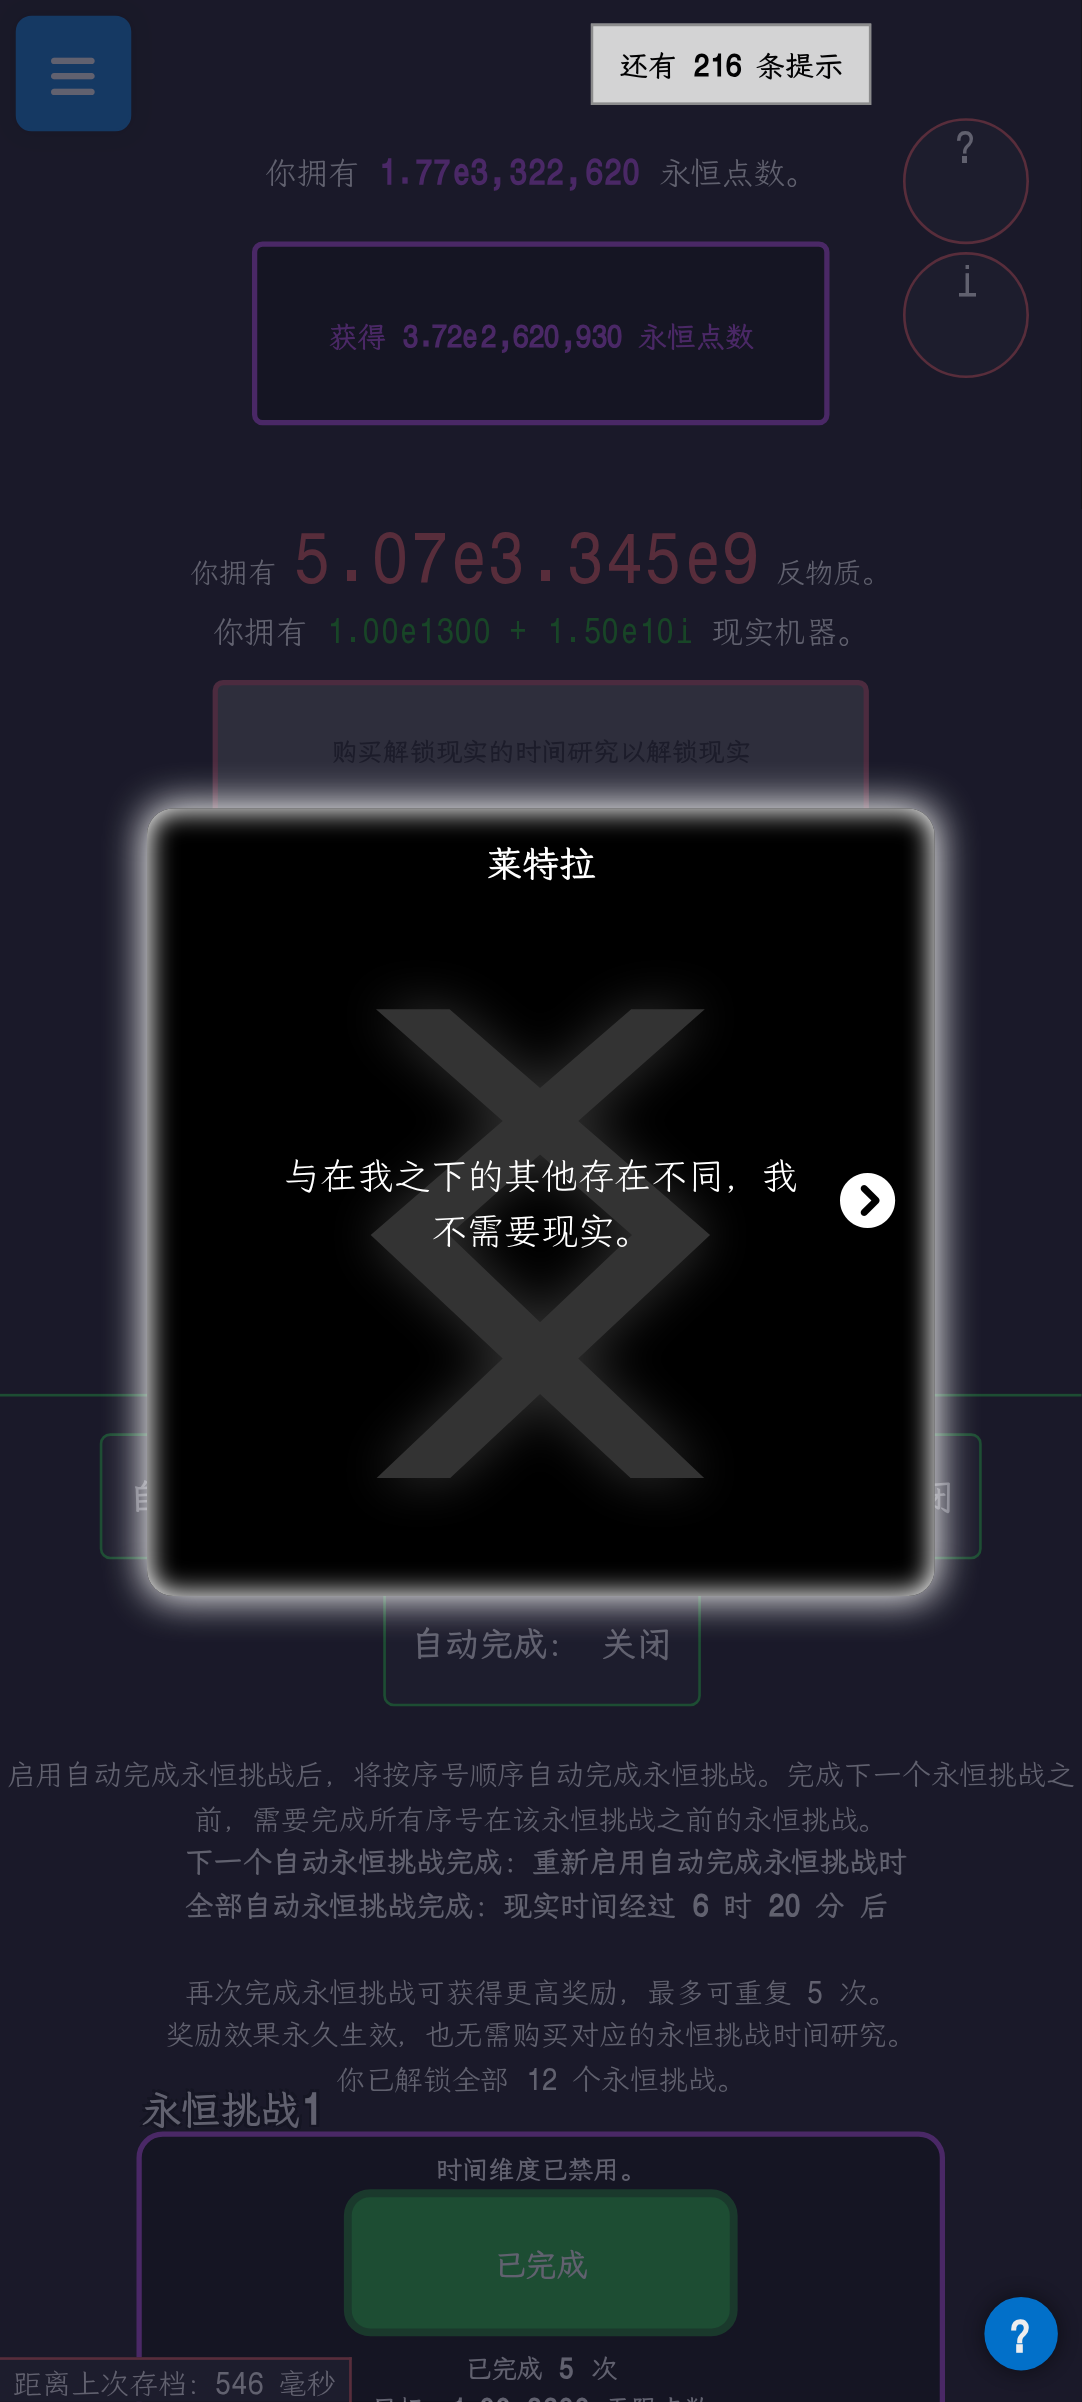 还有 216 条提示
你拥有 1.77e3,322,620 永恒点数。
?
i
获得 3.72e2,620,930 永恒点数
你拥有 5.07e3.345e9 反物质。
你拥有 1.00e1300 + 1.50e10i 现实机器。
购买解锁现实的时间研究以解锁现实
莱特拉
与在我之下的其他存在不同，我
不需要现实。
闭
自动完成： 关闭
启用自动完成永恒挑战后，将按序号顺序自动完成永恒挑战。完成下一个永恒挑战之
前，需要完成所有序号在该永恒挑战之前的永恒挑战。
下一个自动永恒挑战完成：重新启用自动完成永恒挑战时
全部自动永恒挑战完成：现实时间经过 6 时 20 分 后
再次完成永恒挑战可获得更高奖励，最多可重复 5 次。
奖励效果永久生效，也无需购买对应的永恒挑战时间研究。
你已解锁全部 12 个永恒挑战。
永恒挑战1
时间维度已禁用。
已完成
?
已完成 5 次
距离上次存档：546 毫秒